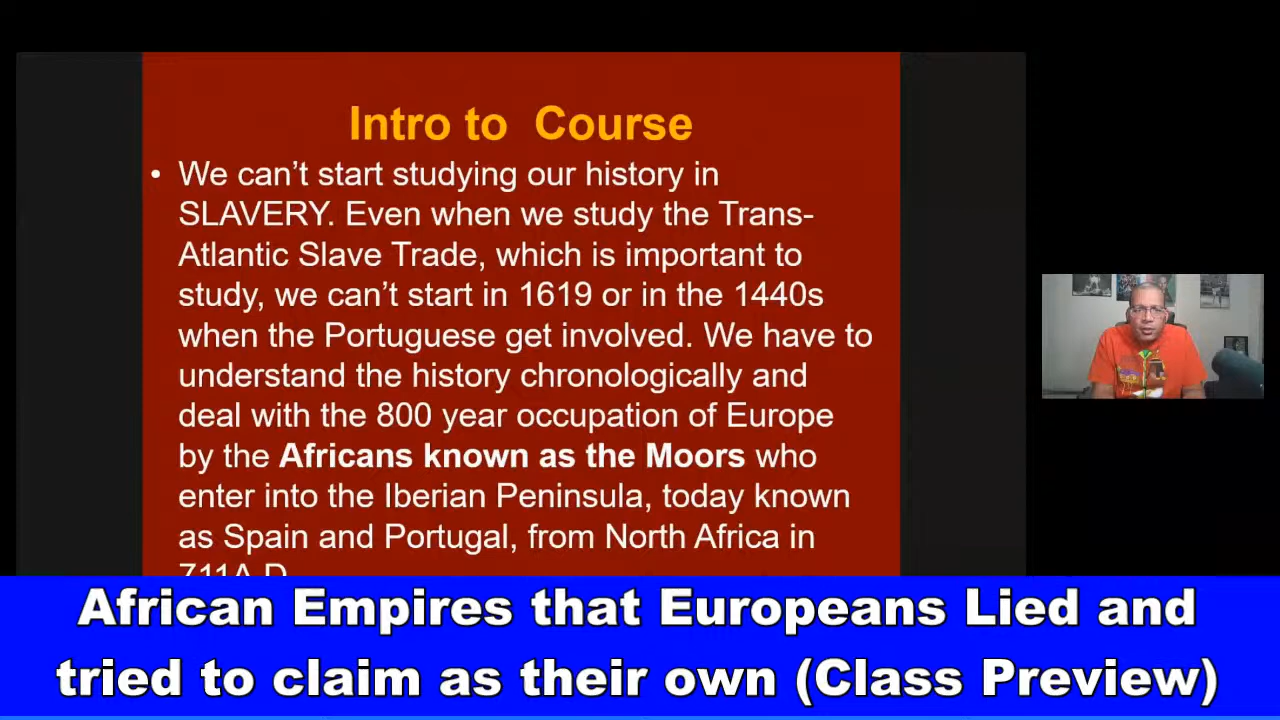 Intro to Course
• We can’t start studying our history in
SLAVERY. Even when we study the Trans-
Atlantic Slave Trade, which is important to
study, we can’t start in 1619 or in the 1440s
when the Portuguese get involved. We have to
understand the history chronologically and
deal with the 800 year occupation of Europe
by the Africans known as the Moors who
enter into the Iberian Peninsula, today known
as Spain and Portugal, from North Africa in
711A.D.
African Empires that Europeans Lied and
tried to claim as their own (Class Preview)